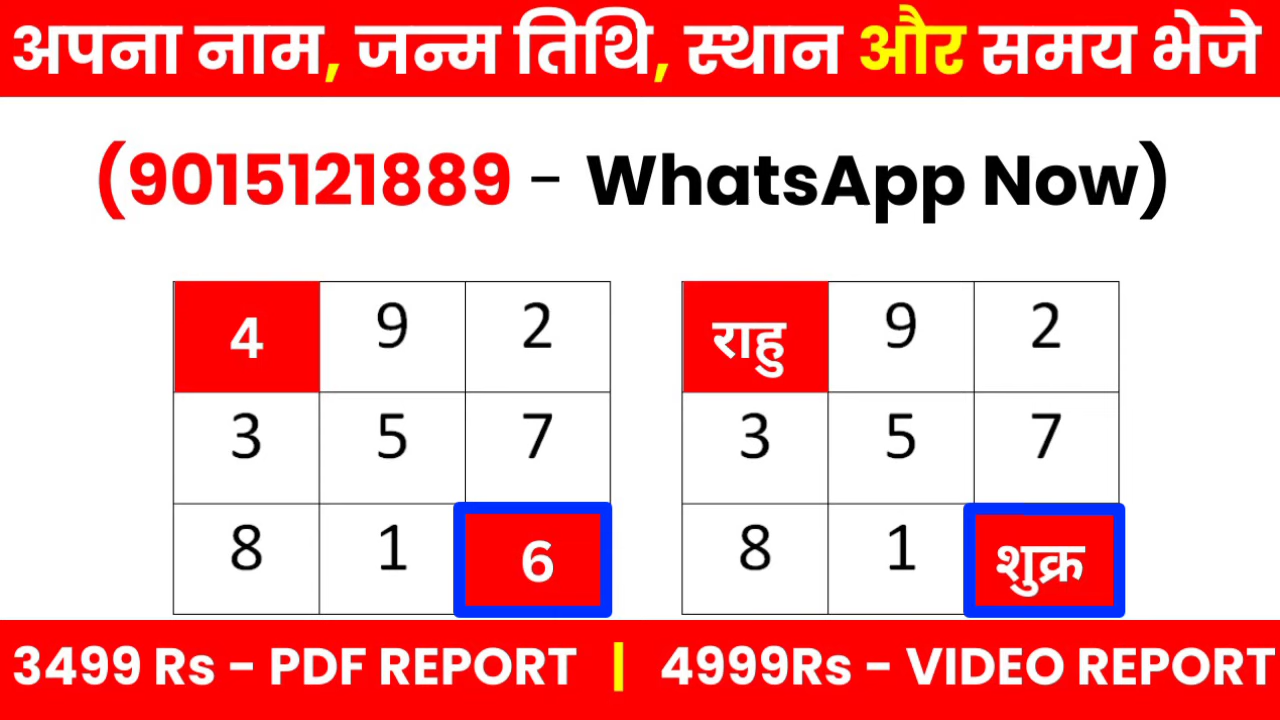 अपना नाम, जन्म तिथि, स्थान और समय भेजे
(9015121889 - WhatsApp Now)
4 9 2
3 5 7
8 1 6
राहु 9 2
3 5 7
8 1 शुक्र
3499 Rs - PDF REPORT | 4999Rs - VIDEO REPORT